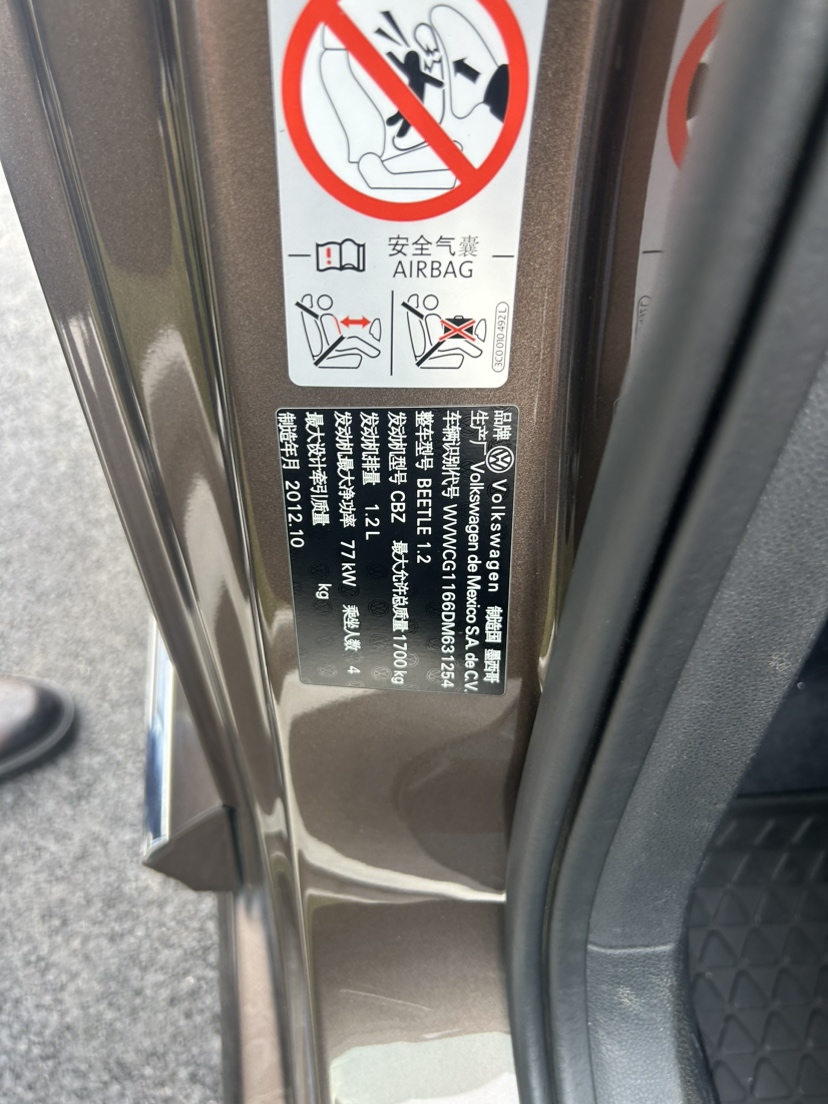 安全气囊
AIRBAG
3C0 010 492 L
品牌 Volkswagen 制造国 墨西哥
生产厂 Volkswagen de Mexico S.A. de C.V.
车辆识别代号 WVWCG1166DM631254
整车型号 BEETLE 1.2
发动机型号 CBZ 最大允许总质量 1700 kg
发动机排量 1.2 L
发动机最大净功率 77 kW 乘坐人数 4
最大设计牵引质量 kg
制造年月 2012.10